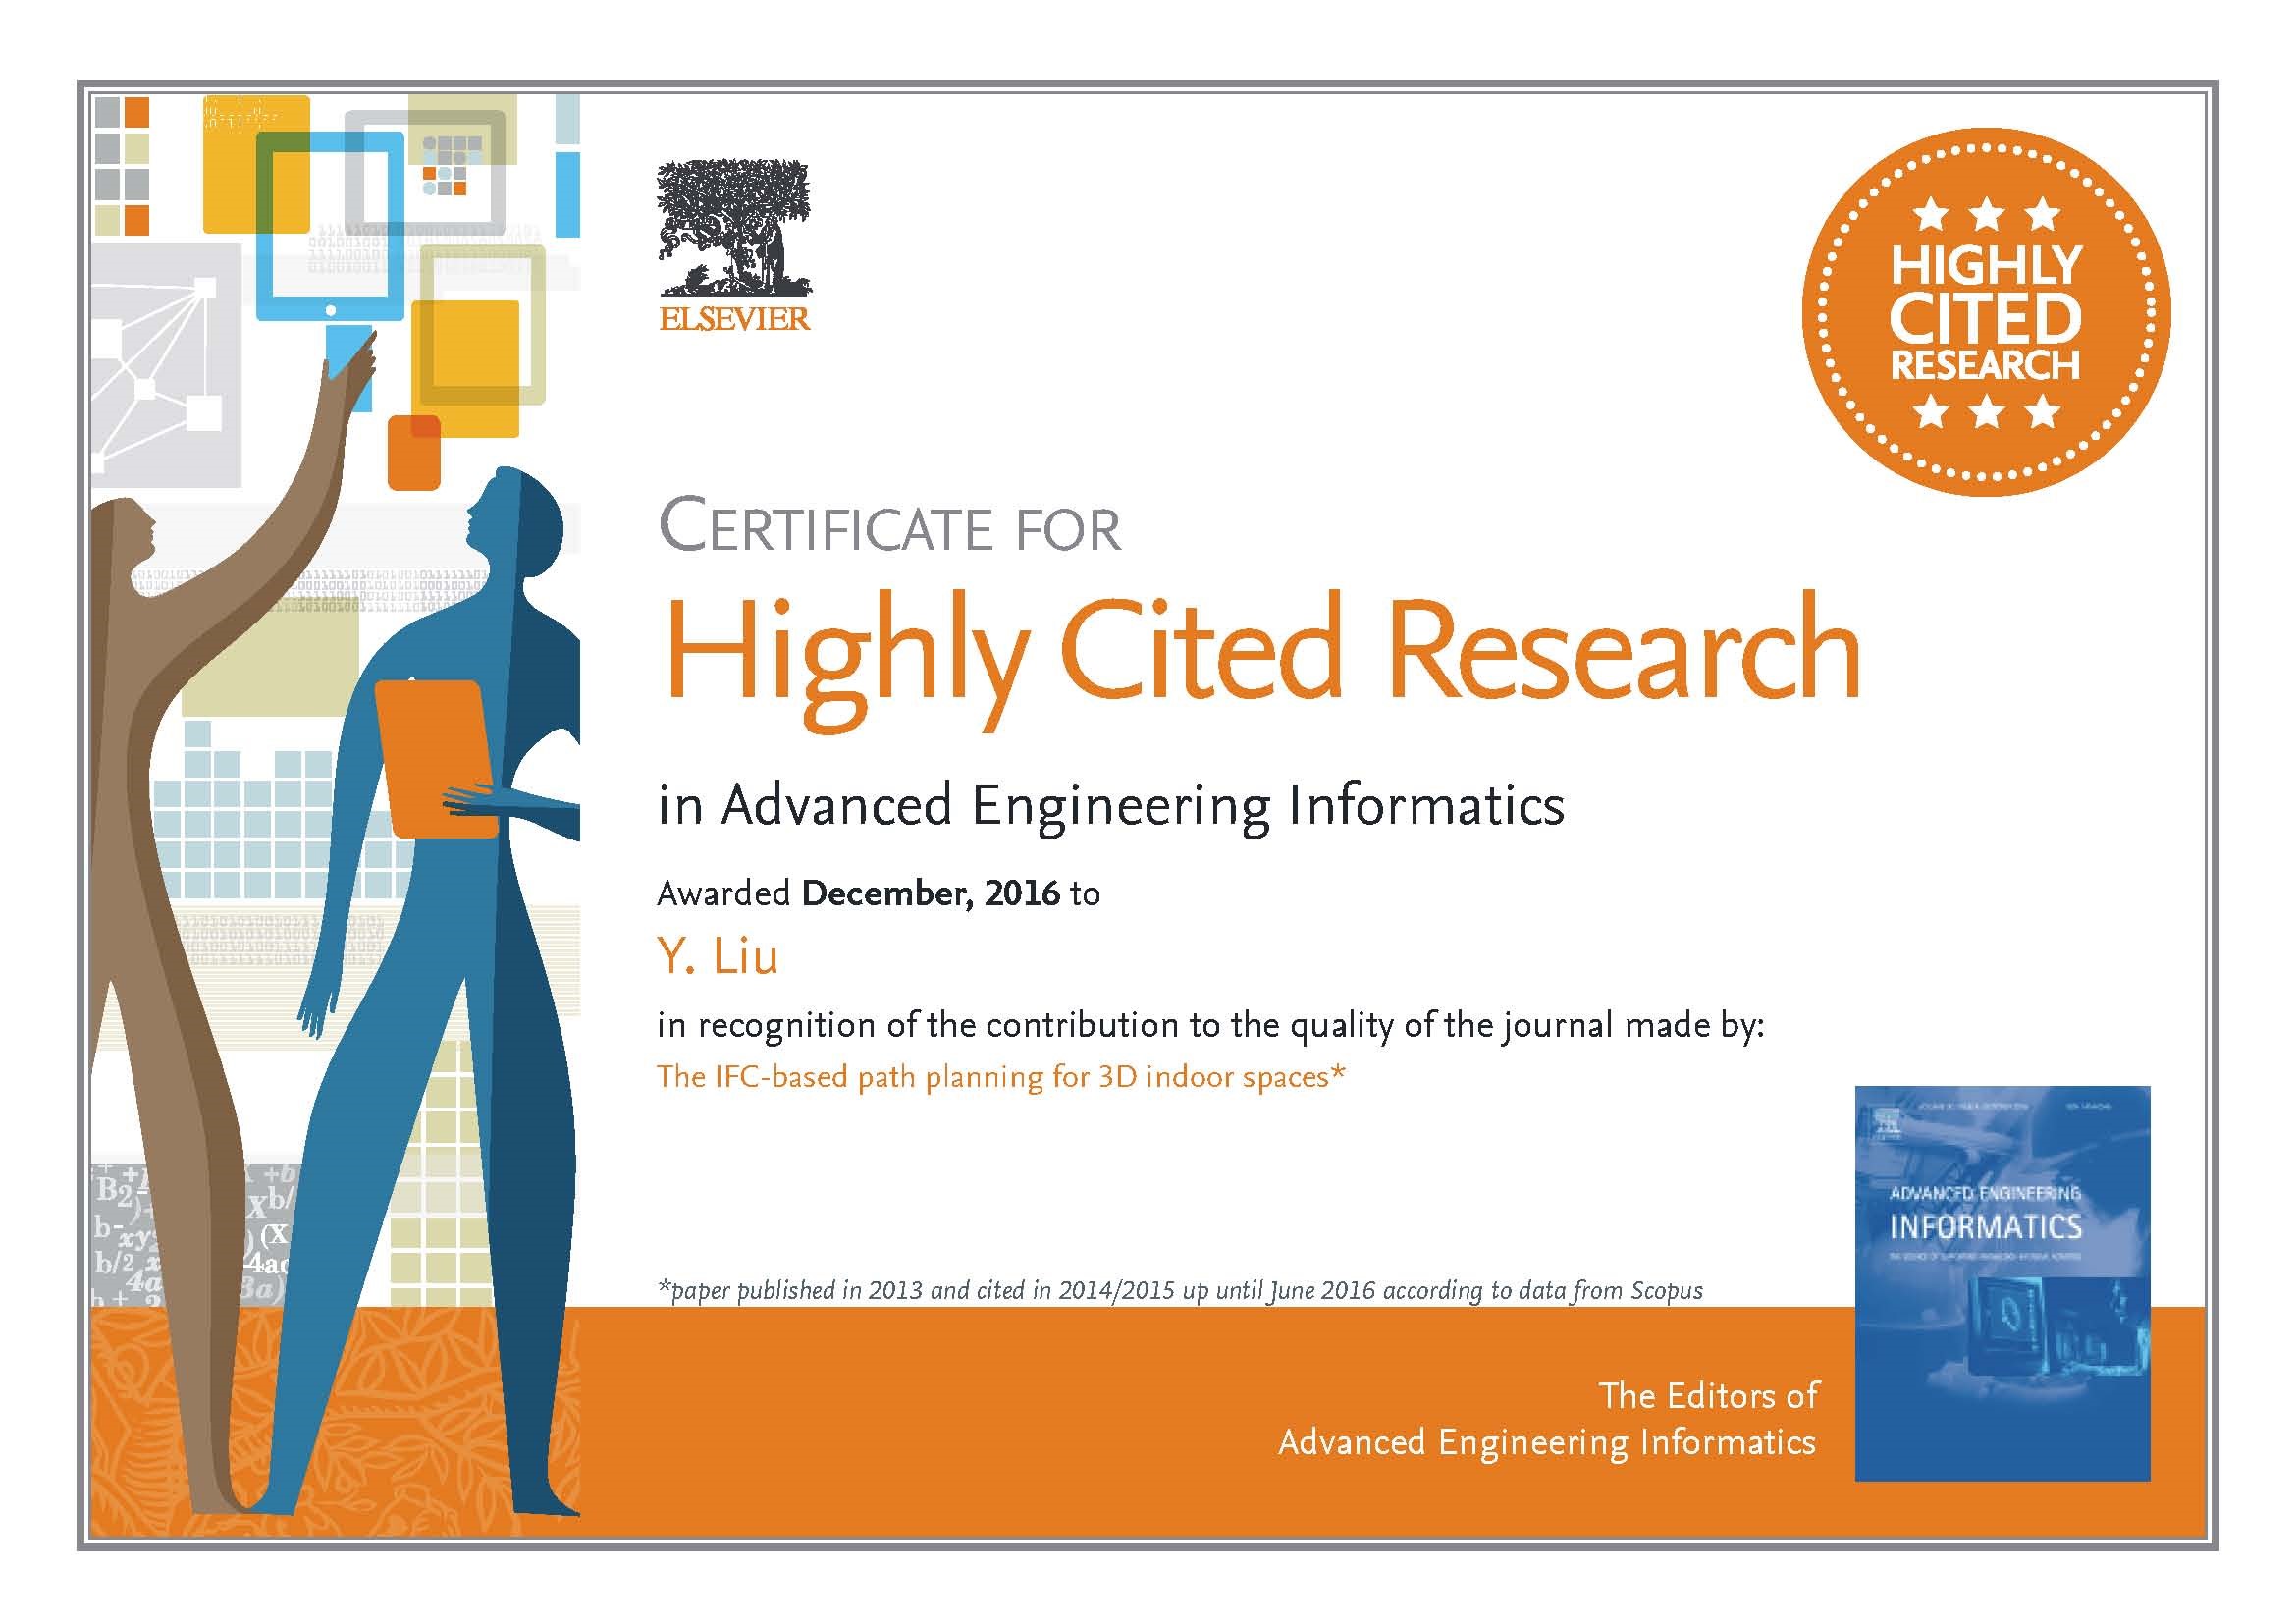 ELSEVIER
HIGHLY
CITED
RESEARCH
CERTIFICATE FOR
Highly Cited Research
in Advanced Engineering Informatics
Awarded December, 2016 to
Y. Liu
in recognition of the contribution to the quality of the journal made by:
The IFC-based path planning for 3D indoor spaces*
ADVANCED ENGINEERING
INFORMATICS
*paper published in 2013 and cited in 2014/2015 up until June 2016 according to data from Scopus
The Editors of
Advanced Engineering Informatics